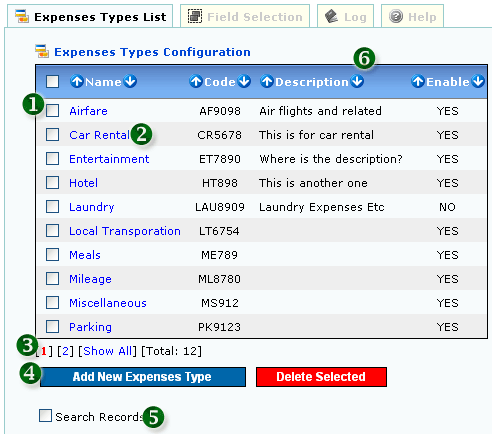 Expenses Types List Field Selection Log Help
Expenses Types Configuration
6
Name Code Description Enable
1 Airfare AF9098 Air flights and related YES
Car Rental 2 CR5678 This is for car rental YES
Entertainment ET7890 Where is the description? YES
Hotel HT898 This is another one YES
Laundry LAU8909 Laundry Expenses Etc NO
Local Transporation LT6754 YES
Meals ME789 YES
Mileage ML8780 YES
Miscellaneous MS912 YES
Parking PK9123 YES
3 [1] [2] [Show All] [Total: 12]
4 Add New Expenses Type Delete Selected
Search Records 5